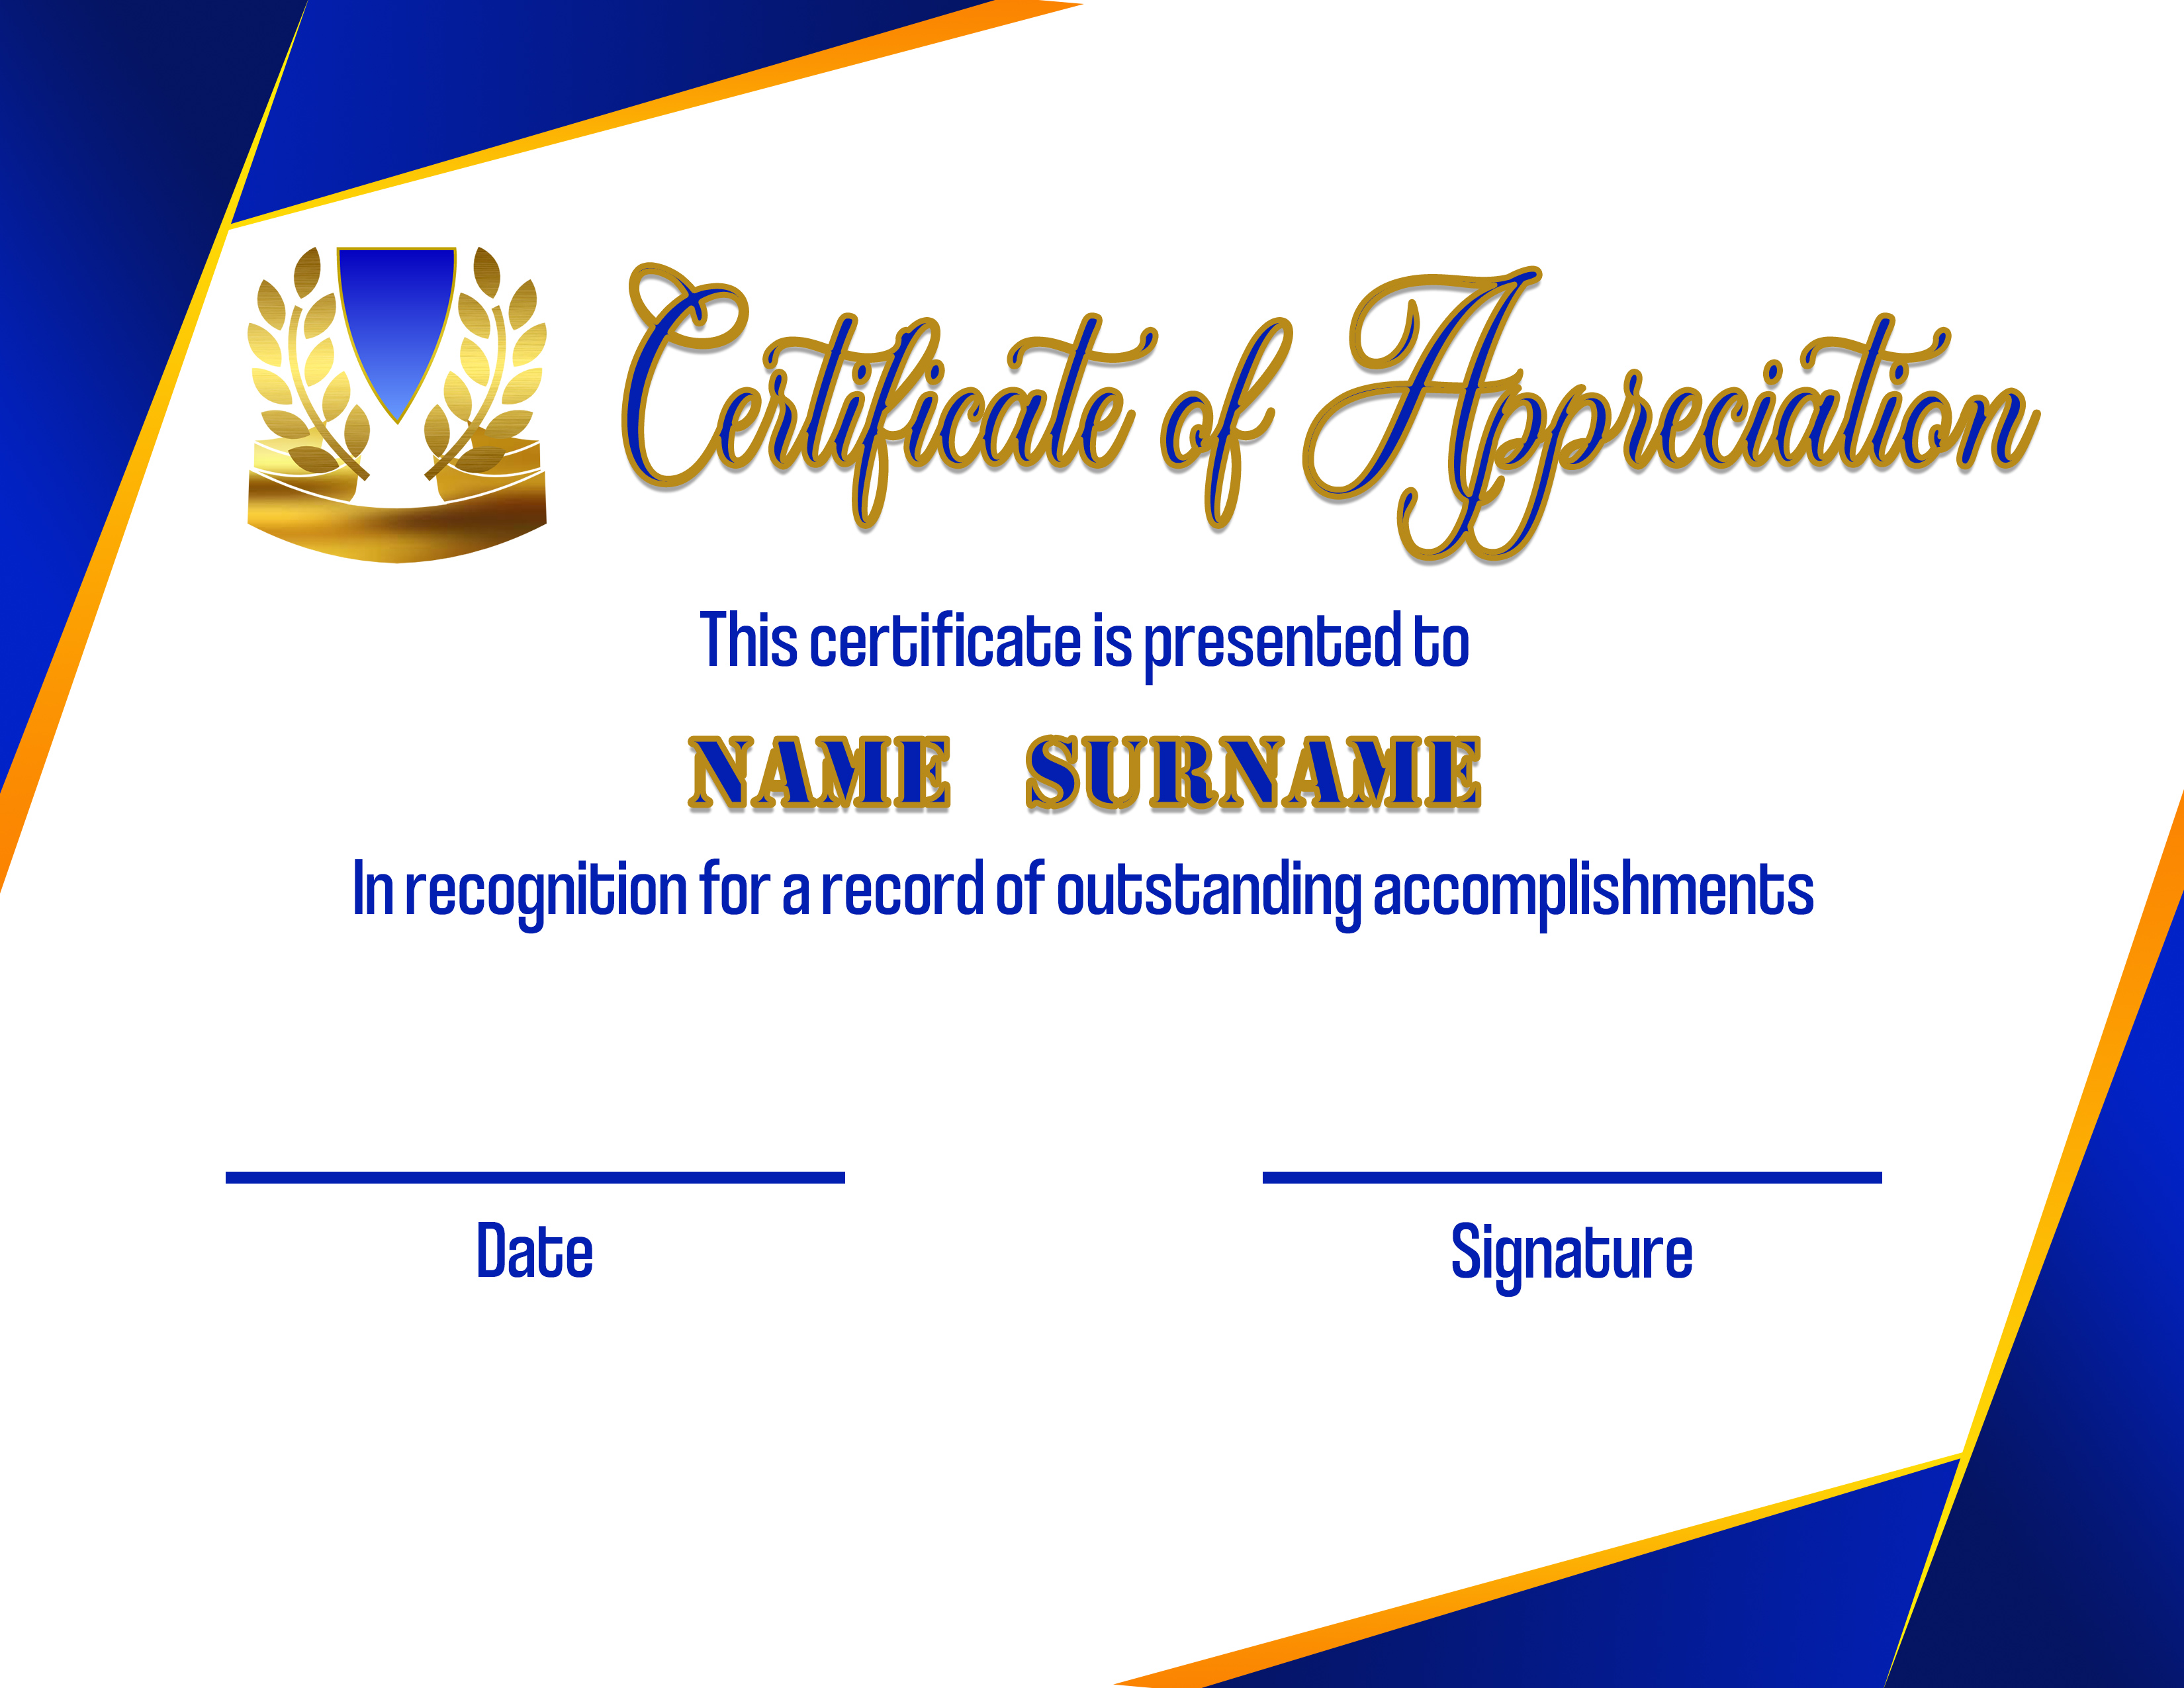 Certificate of Appreciation
This certificate is presented to
NAME SURNAME
In recognition for a record of outstanding accomplishments
Date
Signature